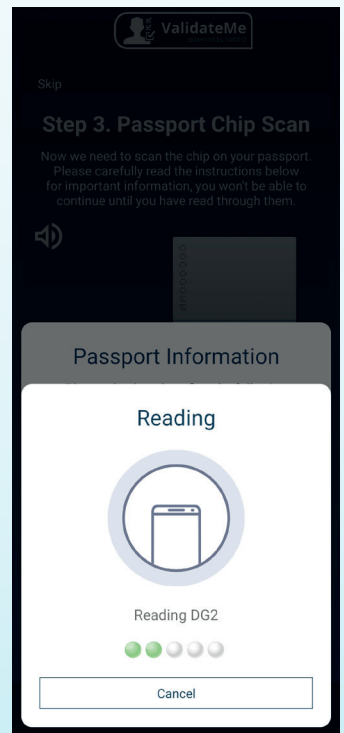 ValidateMe
Skip
Step 3. Passport Chip Scan
Now we need to scan the chip on your passport.
Please carefully read the instructions below
for important information, you won't be able to
continue until you have read through them.
Passport Information
Reading
Reading DG2
Cancel